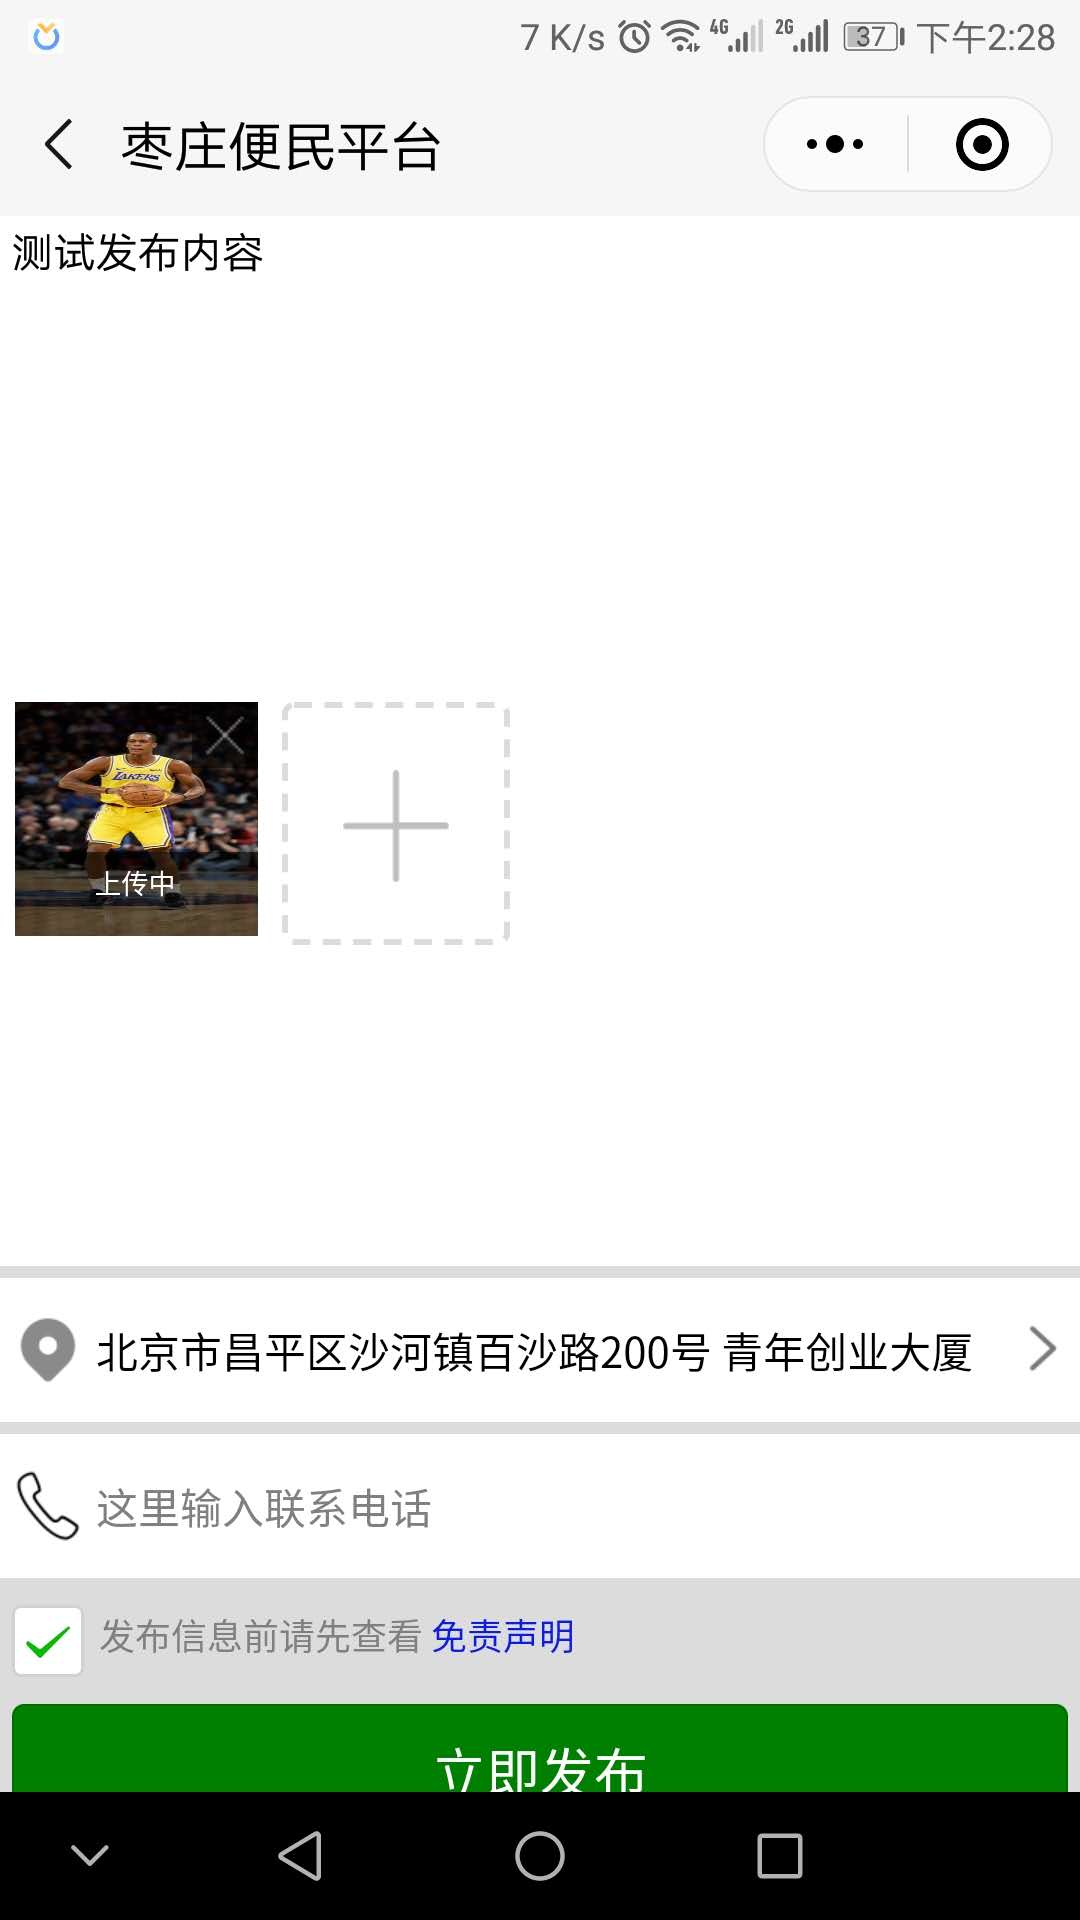 7 K/s 4G 2G 37 下午2:28
枣庄便民平台
测试发布内容
LAKERS
上传中
北京市昌平区沙河镇百沙路200号 青年创业大厦
这里输入联系电话
发布信息前请先查看 免责声明
立即发布